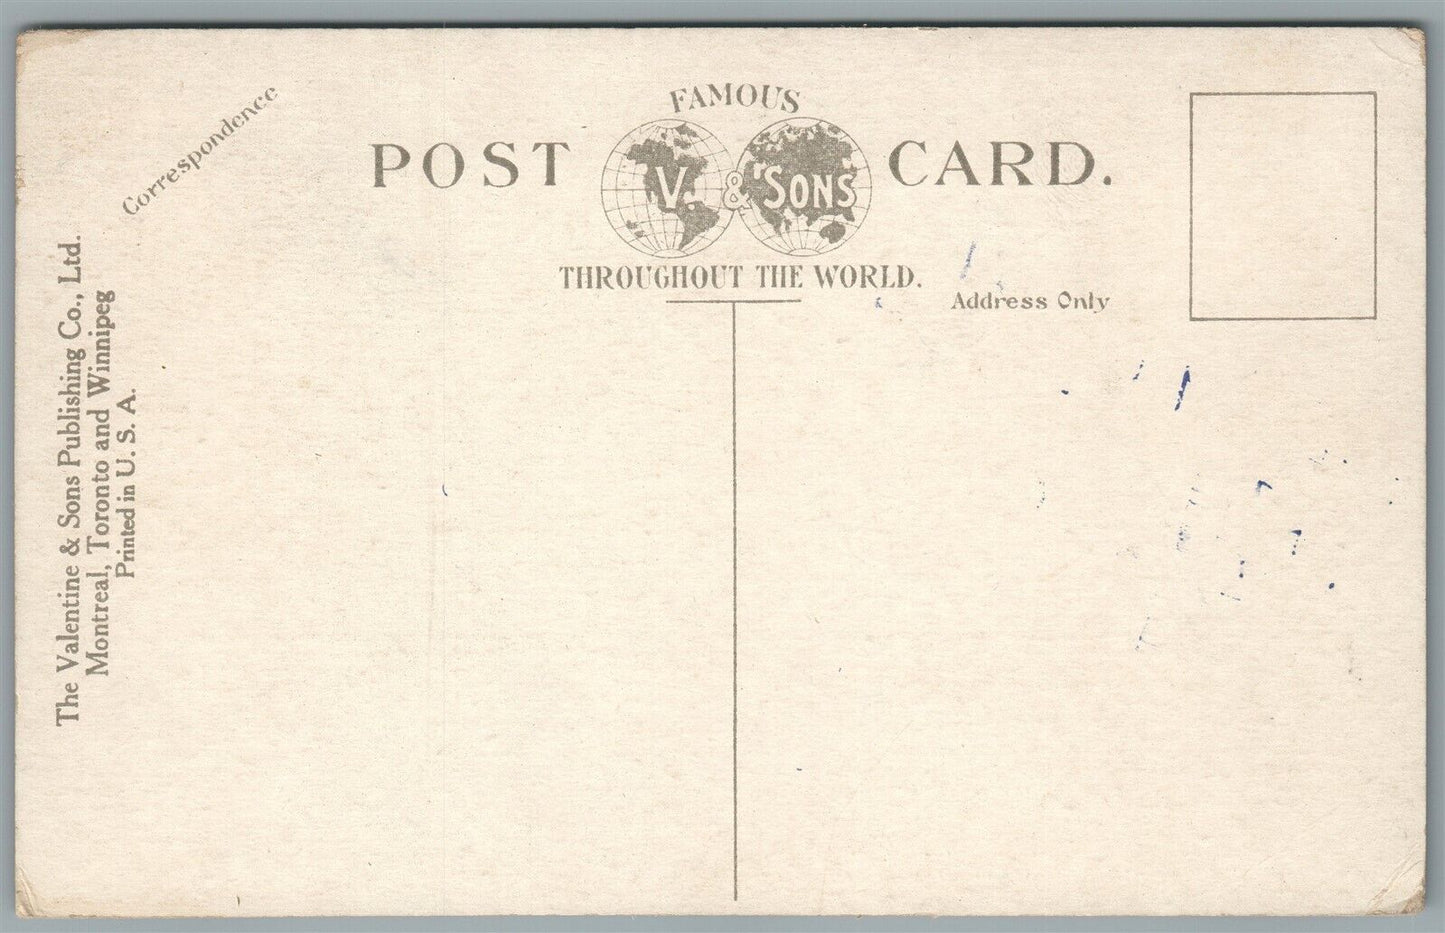 FAMOUS
POST CARD.
V. & SONS
THROUGHOUT THE WORLD.
Correspondence
Address Only
The Valentine & Sons Publishing Co., Ltd.
Montreal, Toronto and Winnipeg
Printed in U. S. A.